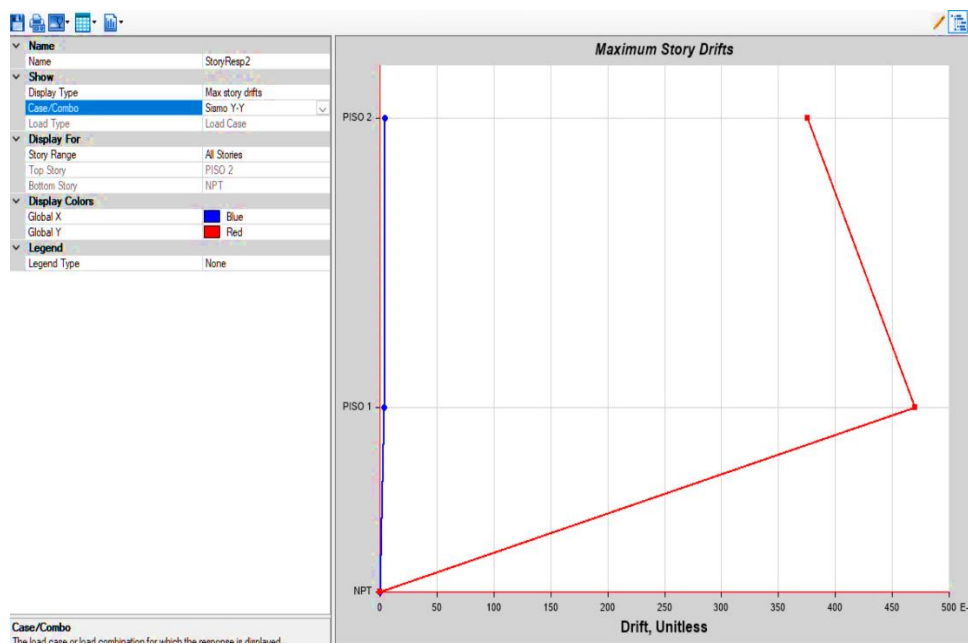 Maximum Story Drifts
Name
Name StoryResp2
Show
Display Type Max story drifts
Case/Combo Sismo Y-Y
Load Type Load Case
Display For
Story Range All Stories
Top Story PISO 2
Bottom Story NPT
Display Colors
Global X Blue
Global Y Red
Legend
Legend Type None
PISO 2
PISO 1
NPT
0 50 100 150 200 250 300 350 400 450 500 E-
Drift, Unitless
Case/Combo
The load case or load combination for which the response is displayed